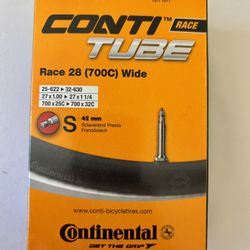 CONTI™ RACE
TUBE
Race 28 (700C) Wide
25-622 ▸ 32-630
27 x 1.00 ▸ 27 x 1 1/4
700 x 25C ▸ 700 x 32C
S
42 mm
Sclaverand Presta
Französisch
Continental
GET THE GRIP
www.conti-bicycletires.com